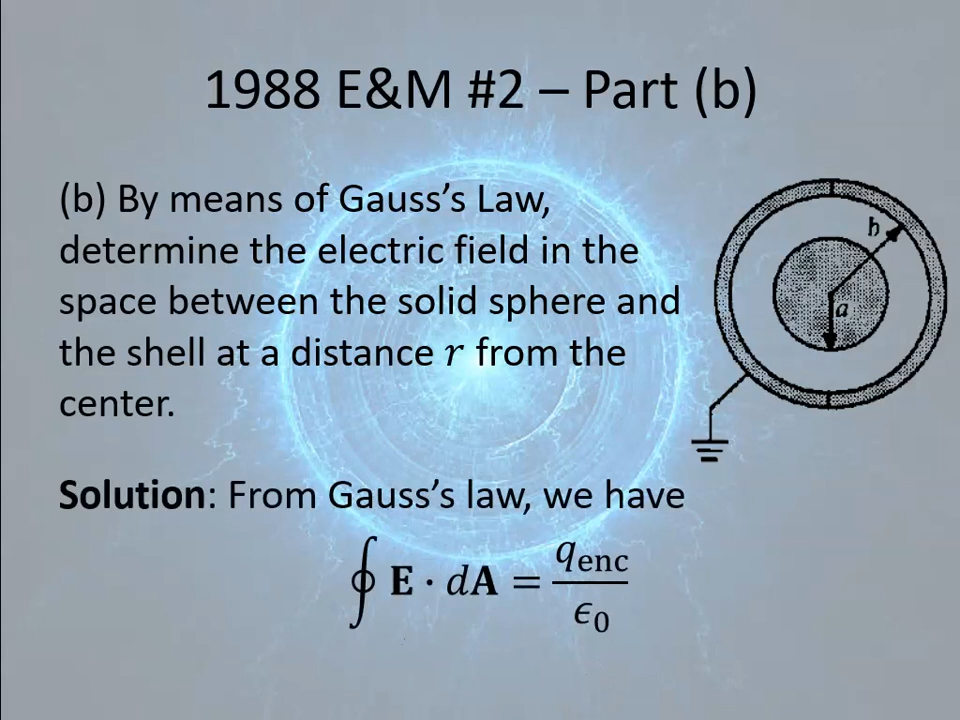 1988 E&M #2 – Part (b)
(b) By means of Gauss’s Law,
determine the electric field in the
space between the solid sphere and
the shell at a distance r from the
center.
b
a
Solution: From Gauss’s law, we have
∮ E · dA = q_enc / ϵ₀